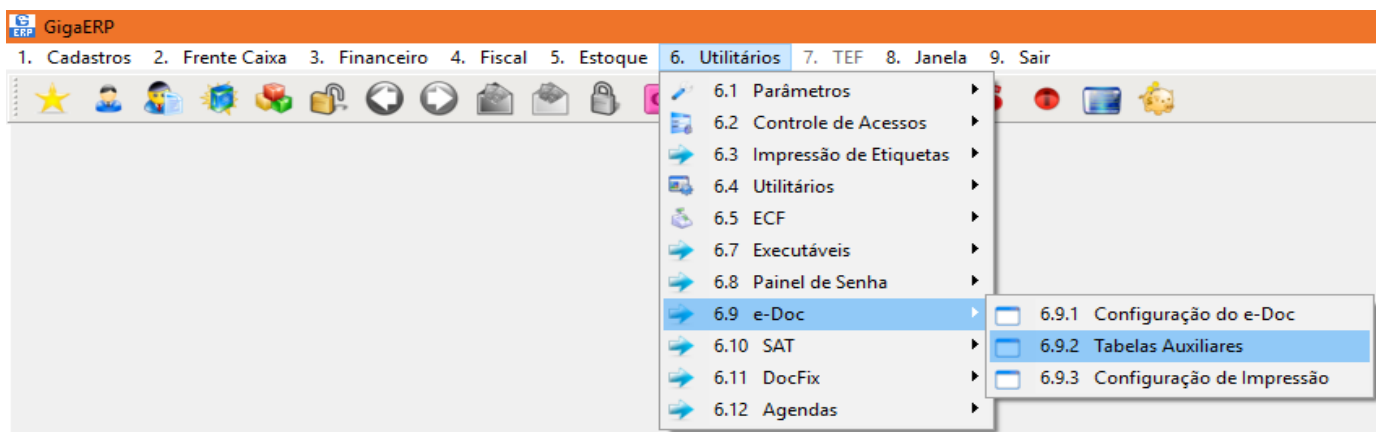 G ERP GigaERP
1. Cadastros 2. Frente Caixa 3. Financeiro 4. Fiscal 5. Estoque 6. Utilitários 7. TEF 8. Janela 9. Sair
6.1 Parâmetros
6.2 Controle de Acessos
6.3 Impressão de Etiquetas
6.4 Utilitários
6.5 ECF
6.7 Executáveis
6.8 Painel de Senha
6.9 e-Doc
6.9.1 Configuração do e-Doc
6.10 SAT
6.9.2 Tabelas Auxiliares
6.11 DocFix
6.9.3 Configuração de Impressão
6.12 Agendas